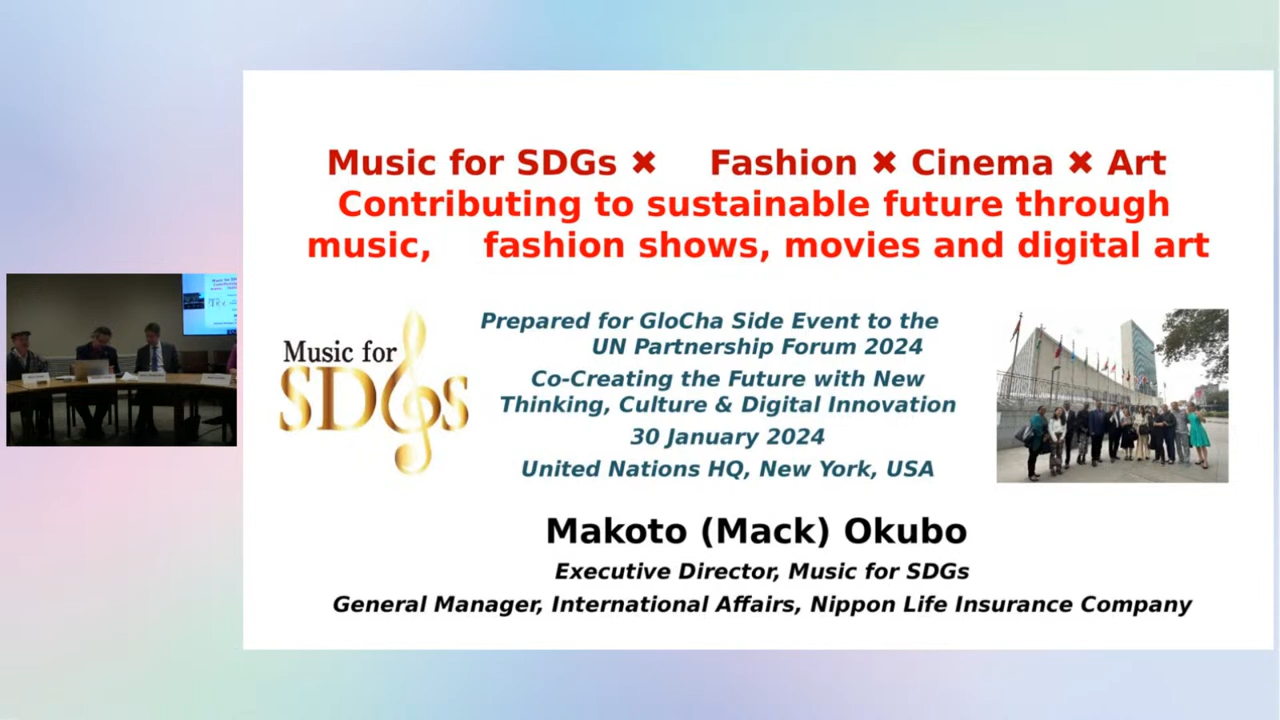 Music for SDGs ✖ Fashion ✖ Cinema ✖ Art
Contributing to sustainable future through
music, fashion shows, movies and digital art
Music for
SDGs
Prepared for GloCha Side Event to the
UN Partnership Forum 2024
Co-Creating the Future with New
Thinking, Culture & Digital Innovation
30 January 2024
United Nations HQ, New York, USA
Makoto (Mack) Okubo
Executive Director, Music for SDGs
General Manager, International Affairs, Nippon Life Insurance Company